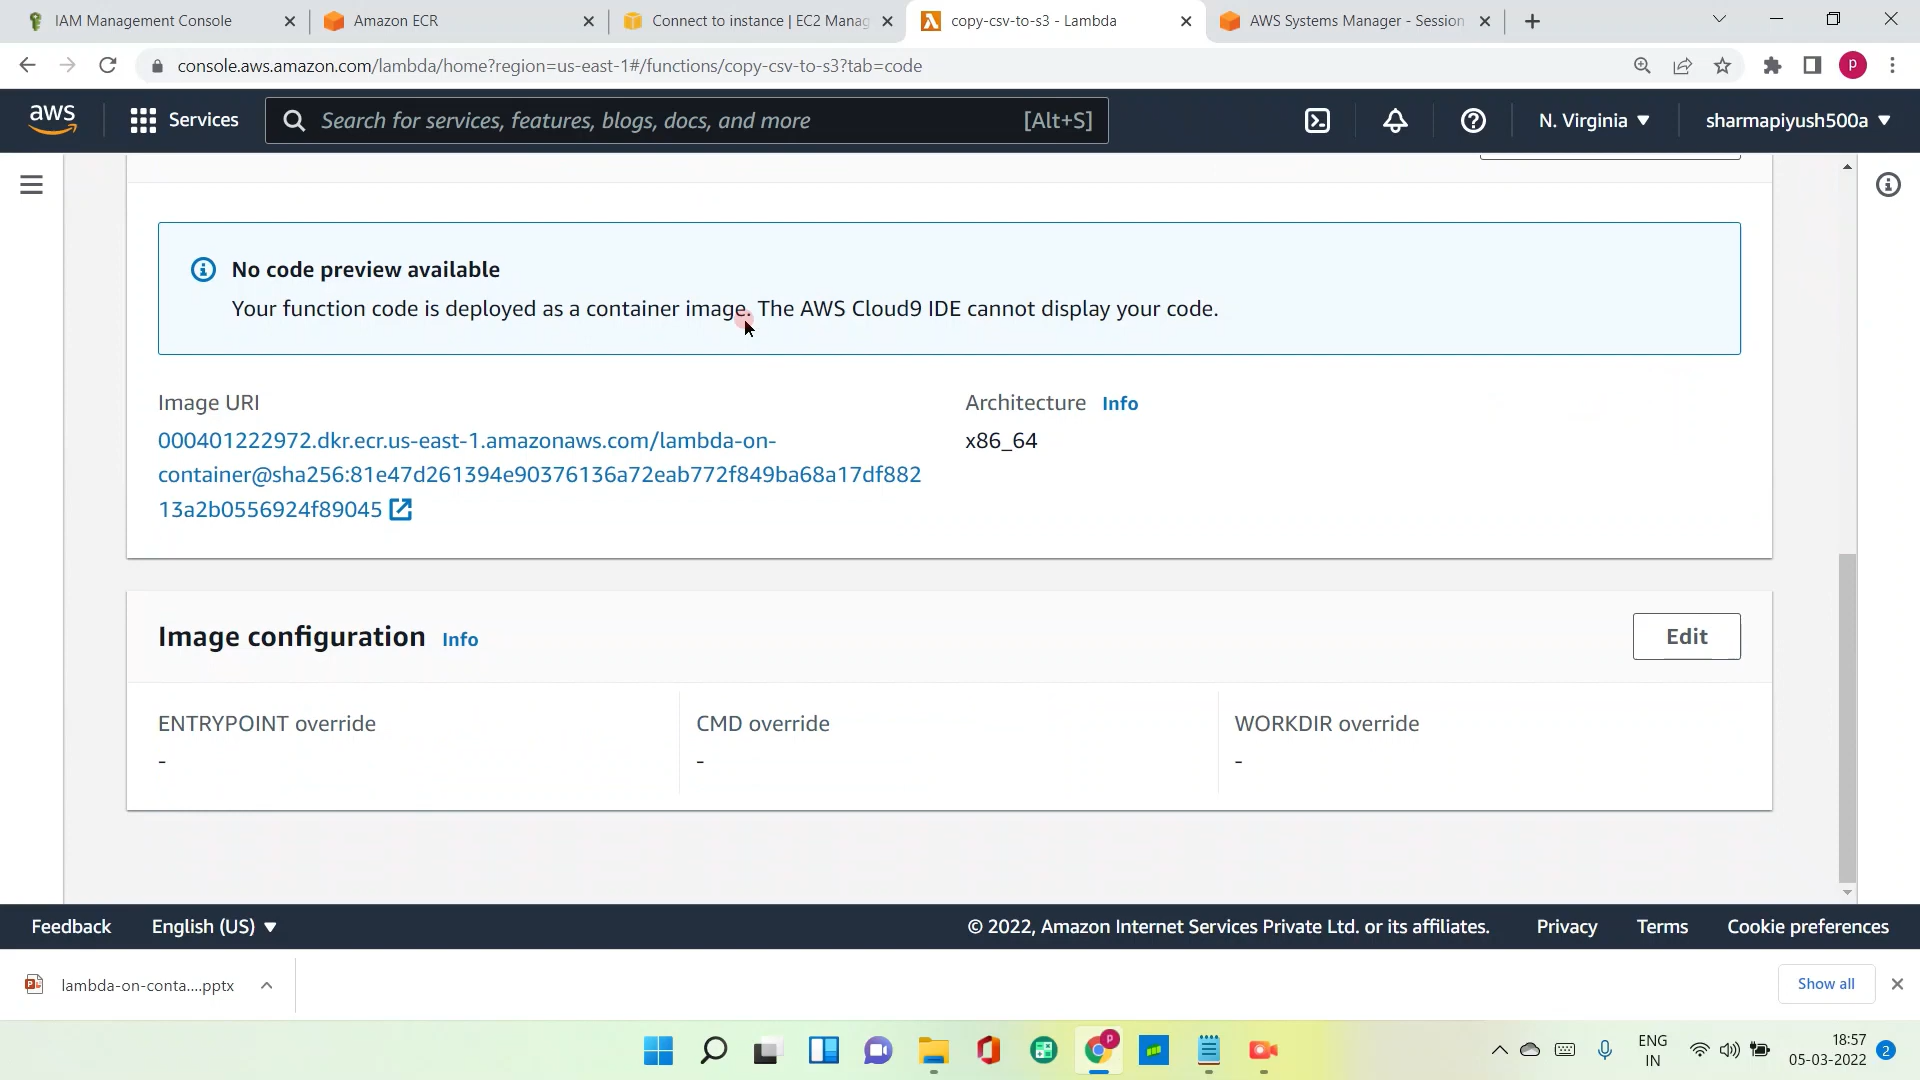 IAM Management Console
Amazon ECR
Connect to instance | EC2 Manag
copy-csv-to-s3 - Lambda
AWS Systems Manager - Session
console.aws.amazon.com/lambda/home?region=us-east-1#/functions/copy-csv-to-s3?tab=code
P
aws
Services
Search for services, features, blogs, docs, and more
[Alt+S]
N. Virginia
sharmapiyush500a
No code preview available
Your function code is deployed as a container image. The AWS Cloud9 IDE cannot display your code.
Image URI
000401222972.dkr.ecr.us-east-1.amazonaws.com/lambda-on-
container@sha256:81e47d261394e90376136a72eab772f849ba68a17df882
13a2b0556924f89045
Architecture Info
x86_64
Image configuration Info
Edit
ENTRYPOINT override
-
CMD override
-
WORKDIR override
-
Feedback
English (US)
© 2022, Amazon Internet Services Private Ltd. or its affiliates.
Privacy
Terms
Cookie preferences
lambda-on-conta....pptx
Show all
P
ENG
IN
18:57
05-03-2022
2